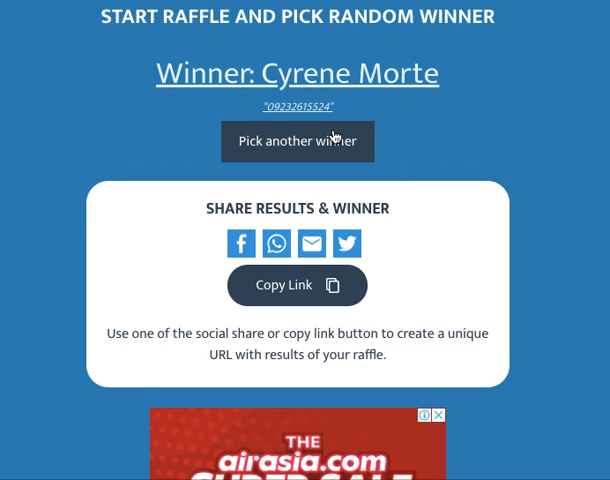 START RAFFLE AND PICK RANDOM WINNER
Winner: Cyrene Morte
"09232615524"
Pick another winner
SHARE RESULTS & WINNER
Copy Link
Use one of the social share or copy link button to create a unique
URL with results of your raffle.
THE
airasia.com
SUPER SALE